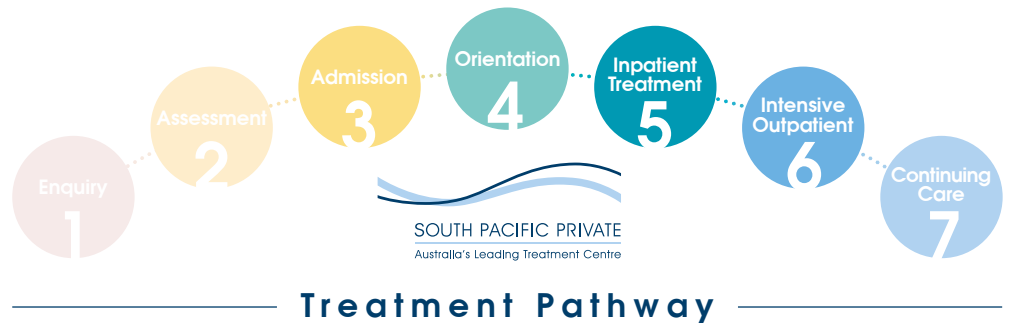 Enquiry
1
Assessment
2
Admission
3
Orientation
4
Inpatient
Treatment
5
Intensive
Outpatient
6
Continuing
Care
7
SOUTH PACIFIC PRIVATE
Australia's Leading Treatment Centre
Treatment Pathway